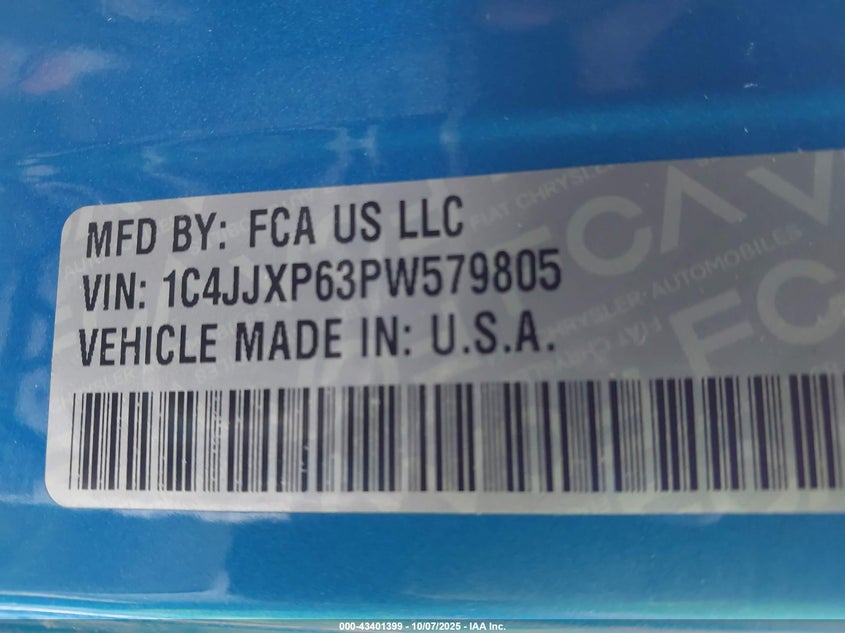 MFD BY: FCA US LLC
VIN: 1C4JJXP63PW579805
VEHICLE MADE IN: U.S.A.
000-43401399 | 10/07/2025 - IAA Inc.